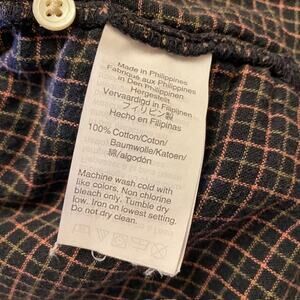 Made in Philippines
Fabriqué aux Philippines
In Den Philippinen
Hergestellt
Vervaardigd in Filipijnen
フィリピン製
Hecho en Filipinas
100% Cotton/Coton/
Baumwolle/Katoen/
綿/algodón
Machine wash cold with
like colors. Non chlorine
bleach only. Tumble dry
low. Iron on lowest setting.
Do not dry clean.